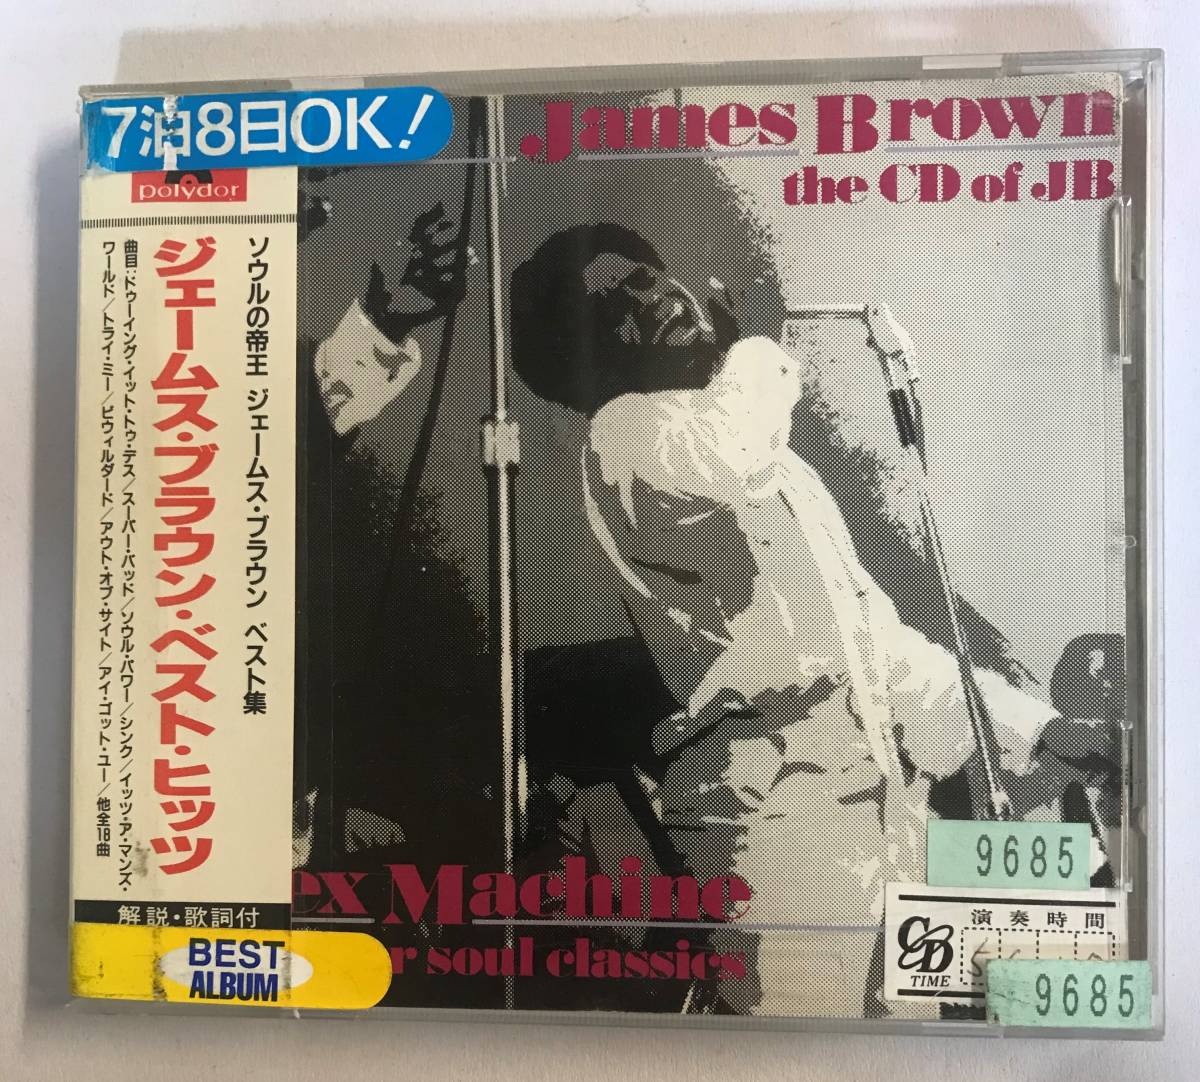 7泊8日OK!
James Brown
the CD of JB
polydor
ソウルの帝王 ジェームス・ブラウン ベスト集
ジェームス・ブラウン・ベスト・ヒッツ
曲目:ドゥーイング・イット・トゥ・デス/スーパー・バッド/ソウル・パワー/シンク/イッツ・ア・マンズ・
ワールド/トライ・ミー/ビウィルダード/アウト・オブ・サイト/アイ・ゴット・ユー/他全18曲
解説・歌詞付
BEST
ALBUM
ex Machine
r soul classics
9685
演奏時間
CD
TIME
9685